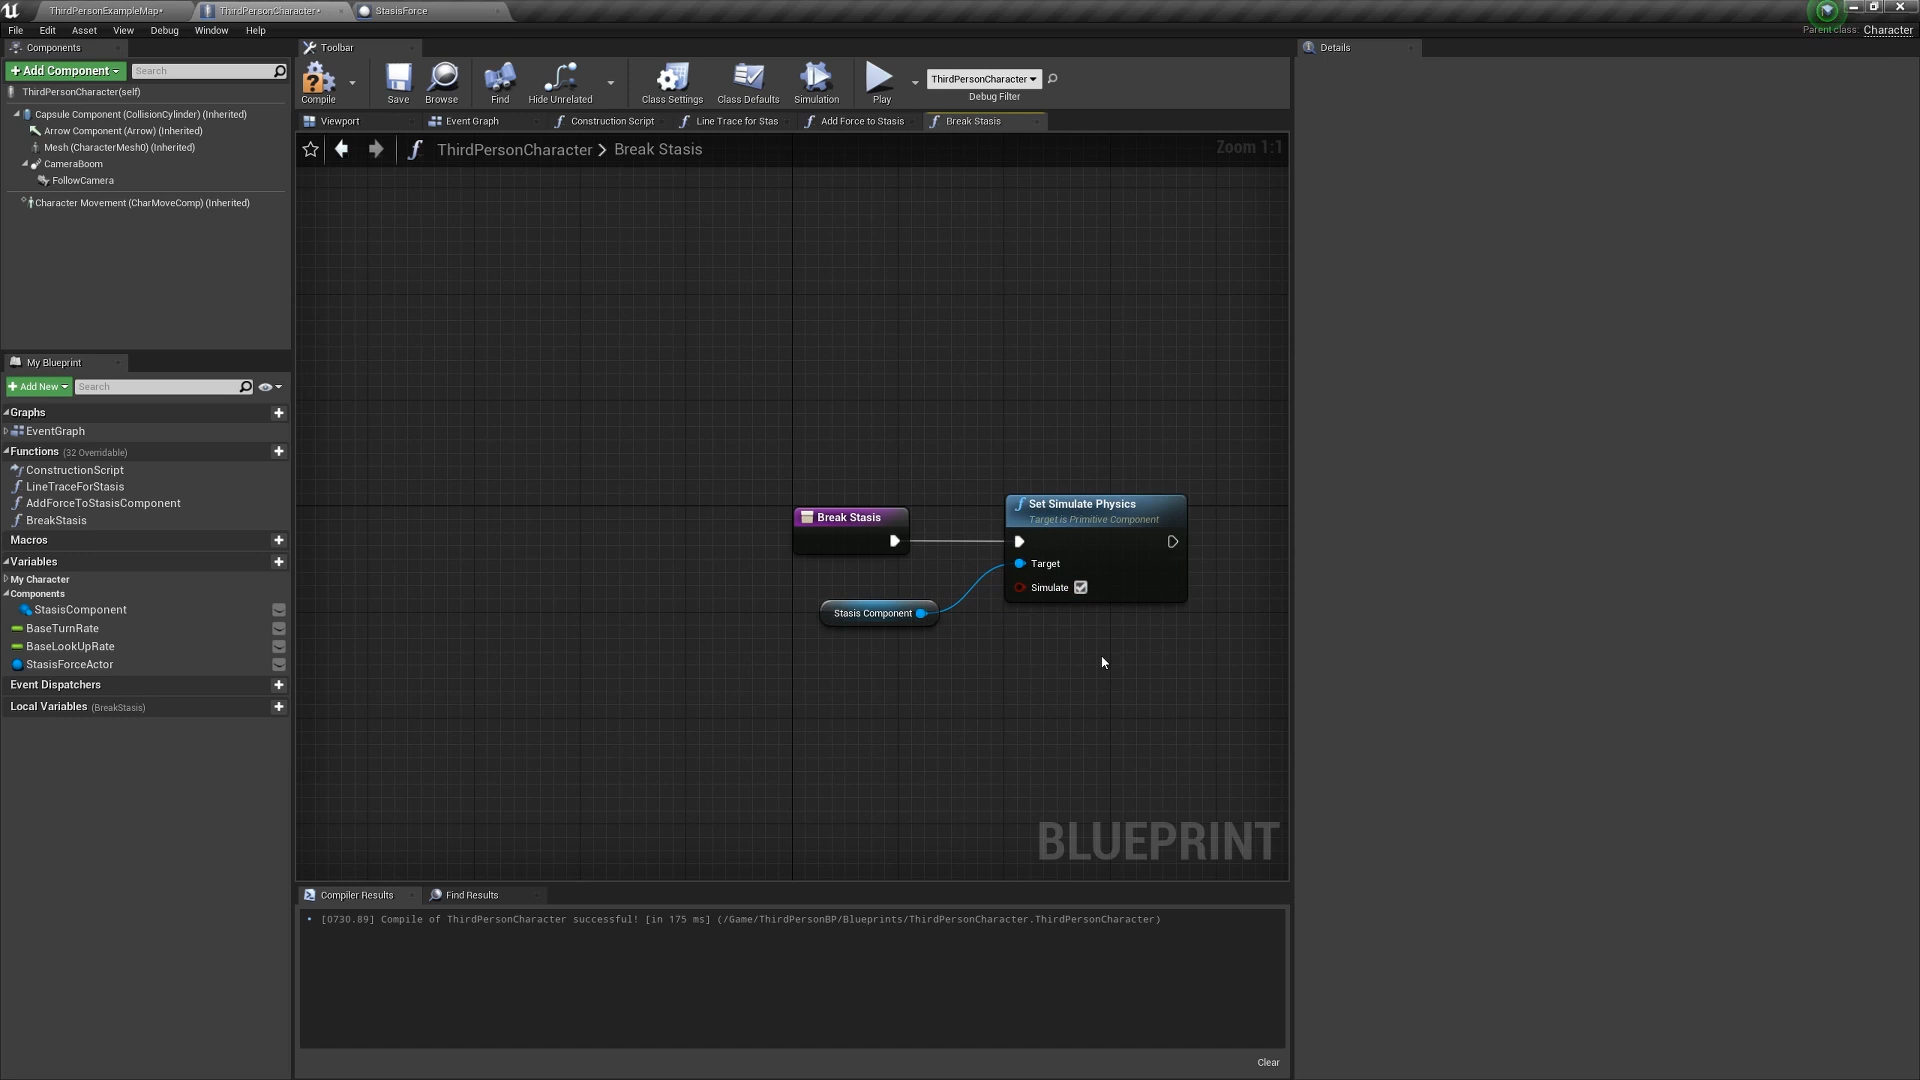 ThirdPersonExampleMap•
ThirdPersonCharacter•
StasisForce
File Edit Asset View Debug Window Help
Parent class: Character
Components
Toolbar
Details
Add Component
Search
ThirdPersonCharacter(self)
Capsule Component (CollisionCylinder) (Inherited)
Arrow Component (Arrow) (Inherited)
Mesh (CharacterMesh0) (Inherited)
CameraBoom
FollowCamera
Character Movement (CharMoveComp) (Inherited)
Compile
Save
Browse
Find
Hide Unrelated
Class Settings
Class Defaults
Simulation
Play
ThirdPersonCharacter
Debug Filter
Viewport
Event Graph
Construction Script
Line Trace for Stas
Add Force to Stasis
Break Stasis
ThirdPersonCharacter > Break Stasis
Zoom 1:1
My Blueprint
Add New
Search
Graphs
EventGraph
Functions (32 Overridable)
ConstructionScript
LineTraceForStasis
AddForceToStasisComponent
BreakStasis
Macros
Variables
My Character
Components
StasisComponent
BaseTurnRate
BaseLookUpRate
StasisForceActor
Event Dispatchers
Local Variables (BreakStasis)
Break Stasis
Set Simulate Physics
Target is Primitive Component
Target
Simulate
Stasis Component
BLUEPRINT
Compiler Results
Find Results
• [0730.89] Compile of ThirdPersonCharacter successful! [in 175 ms] (/Game/ThirdPersonBP/Blueprints/ThirdPersonCharacter.ThirdPersonCharacter)
Clear